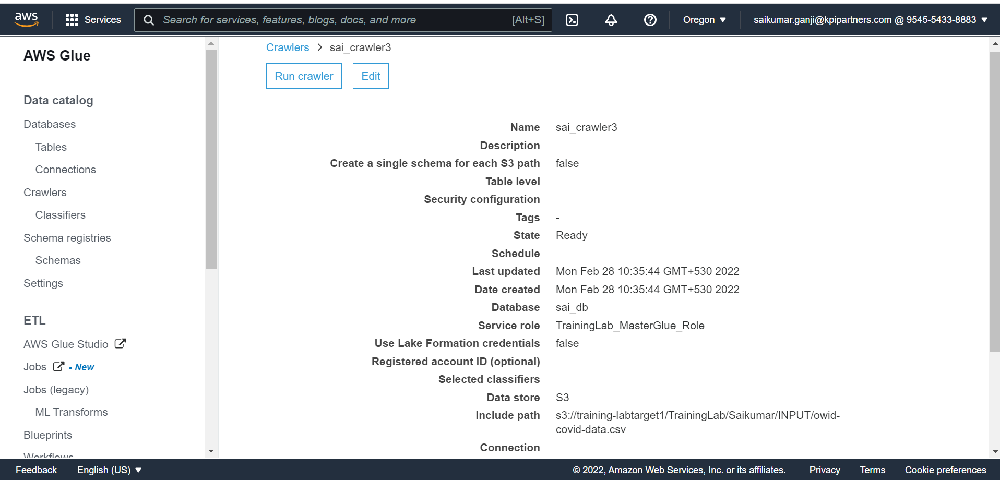 aws
Services
Search for services, features, blogs, docs, and more
[Alt+S]
Oregon
saikumar.ganji@kpipartners.com @ 9545-5433-8883
AWS Glue
Data catalog
Databases
Tables
Connections
Crawlers
Classifiers
Schema registries
Schemas
Settings
ETL
AWS Glue Studio
Jobs - New
Jobs (legacy)
ML Transforms
Blueprints
Workflows
Crawlers > sai_crawler3
Run crawler
Edit
Name sai_crawler3
Description
Create a single schema for each S3 path false
Table level
Security configuration
Tags -
State Ready
Schedule
Last updated Mon Feb 28 10:35:44 GMT+530 2022
Date created Mon Feb 28 10:35:44 GMT+530 2022
Database sai_db
Service role TrainingLab_MasterGlue_Role
Use Lake Formation credentials false
Registered account ID (optional)
Selected classifiers
Data store S3
Include path s3://training-labtarget1/TrainingLab/Saikumar/INPUT/owid-
covid-data.csv
Connection
Feedback
English (US)
© 2022, Amazon Web Services, Inc. or its affiliates.
Privacy
Terms
Cookie preferences